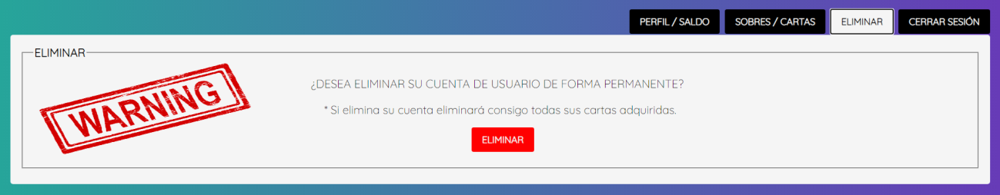 PERFIL / SALDO SOBRES / CARTAS ELIMINAR CERRAR SESIÓN
ELIMINAR
WARNING
¿DESEA ELIMINAR SU CUENTA DE USUARIO DE FORMA PERMANENTE?
* Si elimina su cuenta eliminará consigo todas sus cartas adquiridas.
ELIMINAR